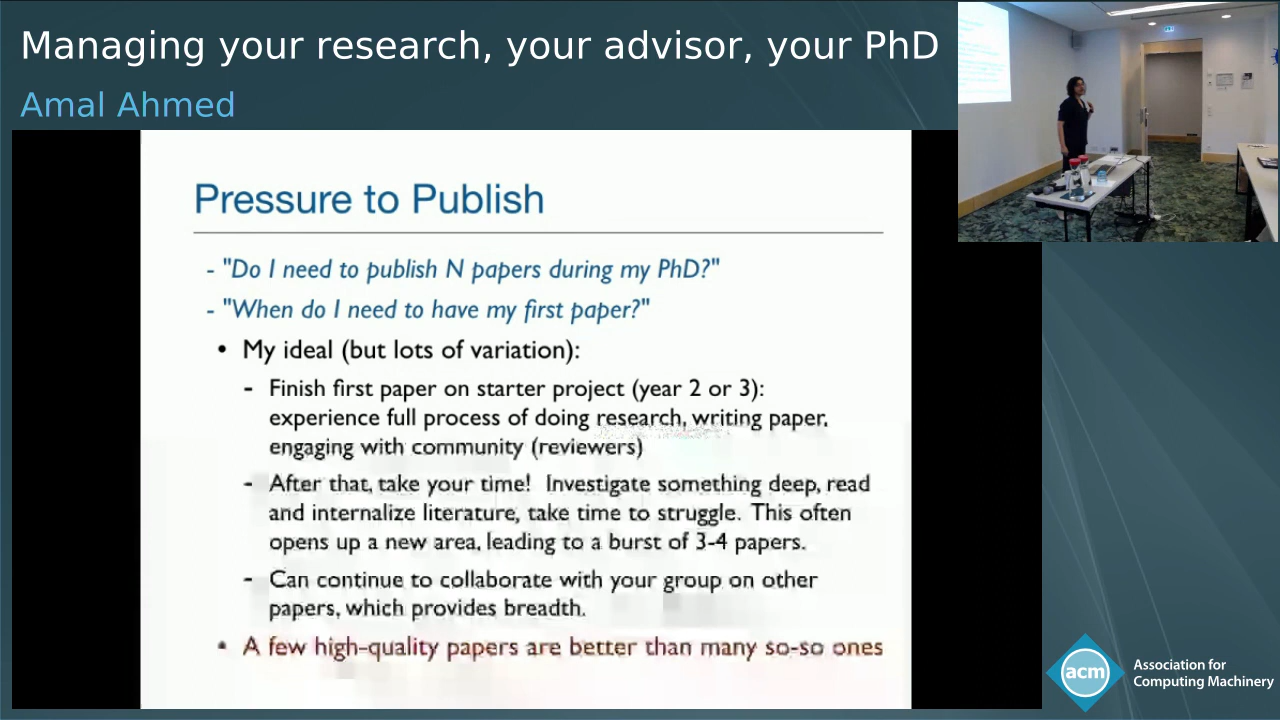 Managing your research, your advisor, your PhD
Amal Ahmed
Pressure to Publish
- "Do I need to publish N papers during my PhD?"
- "When do I need to have my first paper?"
• My ideal (but lots of variation):
- Finish first paper on starter project (year 2 or 3):
experience full process of doing research, writing paper,
engaging with community (reviewers)
- After that, take your time! Investigate something deep, read
and internalize literature, take time to struggle. This often
opens up a new area, leading to a burst of 3-4 papers.
- Can continue to collaborate with your group on other
papers, which provides breadth.
• A few high-quality papers are better than many so-so ones
acm
Association for
Computing Machinery